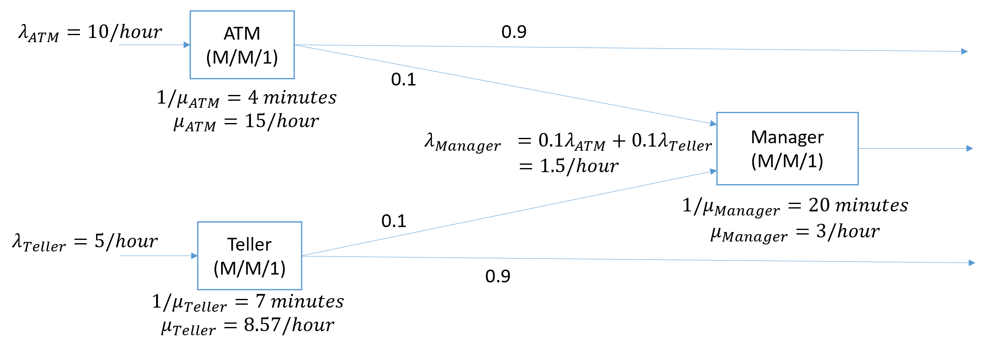 λ_ATM = 10/hour
ATM
(M/M/1)
0.9
0.1
1/μ_ATM = 4 minutes
μ_ATM = 15/hour
λ_Manager = 0.1λ_ATM + 0.1λ_Teller
= 1.5/hour
Manager
(M/M/1)
1/μ_Manager = 20 minutes
μ_Manager = 3/hour
λ_Teller = 5/hour
Teller
(M/M/1)
0.1
0.9
1/μ_Teller = 7 minutes
μ_Teller = 8.57/hour